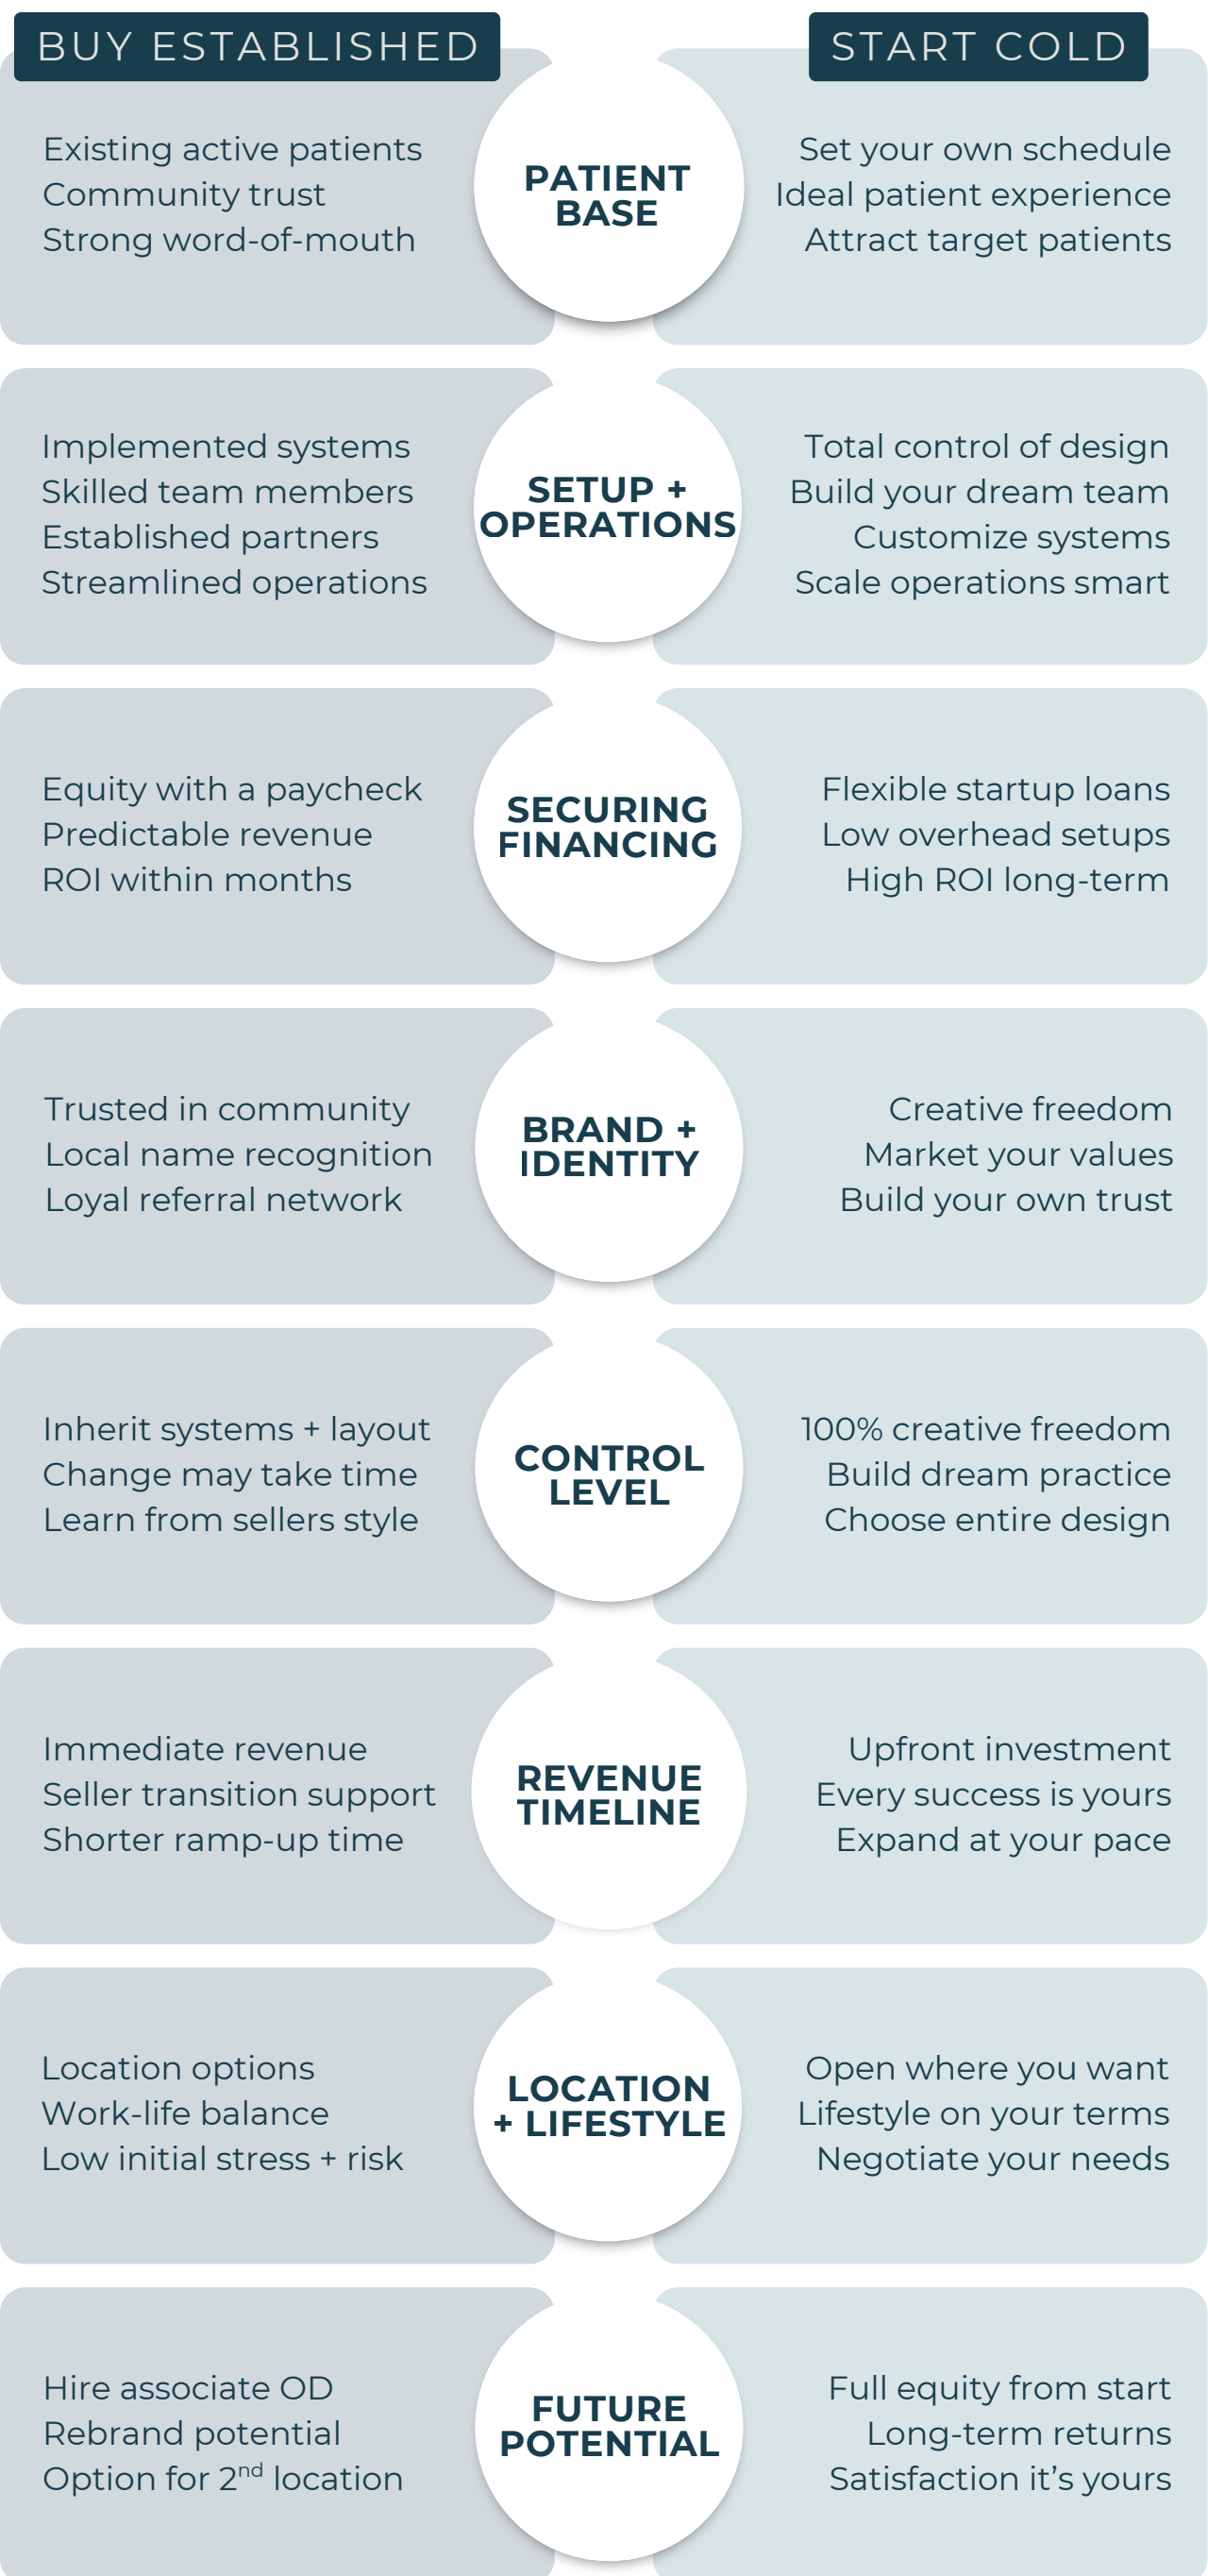 BUY ESTABLISHED
START COLD
Existing active patients
Community trust
Strong word-of-mouth
PATIENT
BASE
Set your own schedule
Ideal patient experience
Attract target patients
Implemented systems
Skilled team members
Established partners
Streamlined operations
SETUP +
OPERATIONS
Total control of design
Build your dream team
Customize systems
Scale operations smart
Equity with a paycheck
Predictable revenue
ROI within months
SECURING
FINANCING
Flexible startup loans
Low overhead setups
High ROI long-term
Trusted in community
Local name recognition
Loyal referral network
BRAND +
IDENTITY
Creative freedom
Market your values
Build your own trust
Inherit systems + layout
Change may take time
Learn from sellers style
CONTROL
LEVEL
100% creative freedom
Build dream practice
Choose entire design
Immediate revenue
Seller transition support
Shorter ramp-up time
REVENUE
TIMELINE
Upfront investment
Every success is yours
Expand at your pace
Location options
Work-life balance
Low initial stress + risk
LOCATION
+ LIFESTYLE
Open where you want
Lifestyle on your terms
Negotiate your needs
Hire associate OD
Rebrand potential
Option for 2nd location
FUTURE
POTENTIAL
Full equity from start
Long-term returns
Satisfaction it's yours